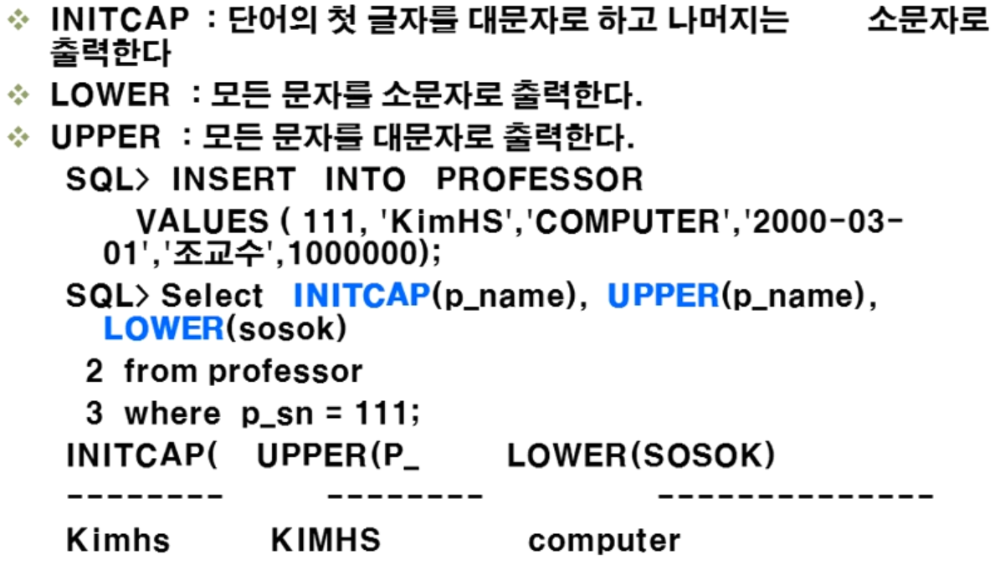 ❖ INITCAP : 단어의 첫 글자를 대문자로 하고 나머지는 소문자로
출력한다
❖ LOWER : 모든 문자를 소문자로 출력한다.
❖ UPPER : 모든 문자를 대문자로 출력한다.
SQL> INSERT INTO PROFESSOR
VALUES ( 111, 'KimHS','COMPUTER','2000-03-
01','조교수',1000000);
SQL> Select INITCAP(p_name), UPPER(p_name),
LOWER(sosok)
2 from professor
3 where p_sn = 111;
INITCAP( UPPER(P_ LOWER(SOSOK)
-------- -------- --------------
Kimhs KIMHS computer